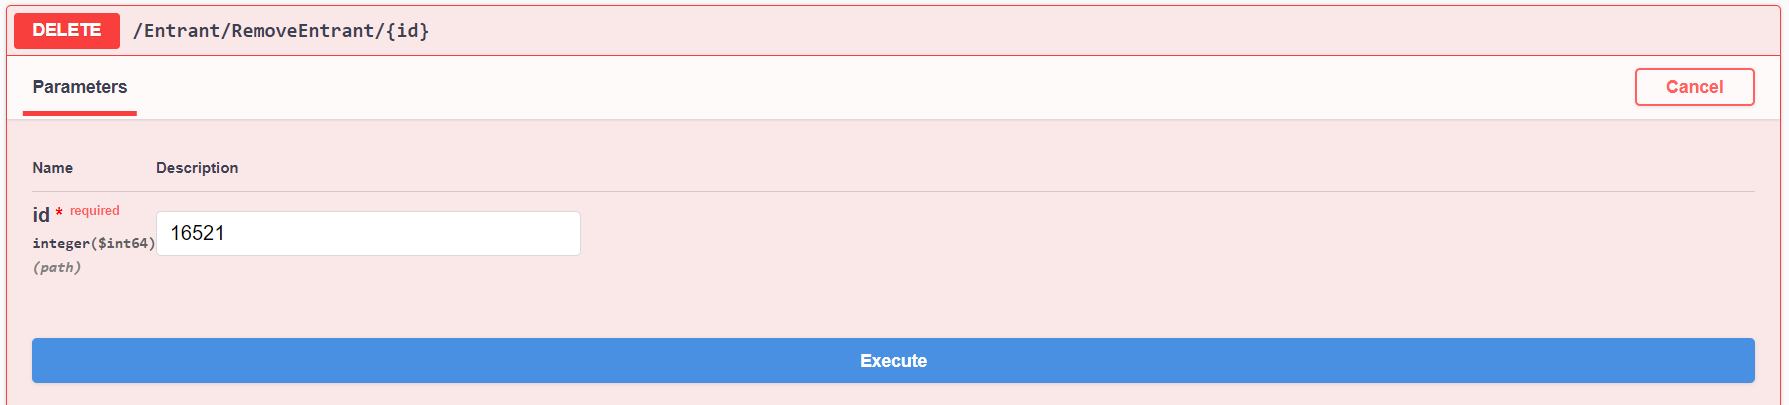 DELETE /Entrant/RemoveEntrant/{id}
Parameters Cancel
Name Description
id * required
integer($int64) 16521
(path)
Execute